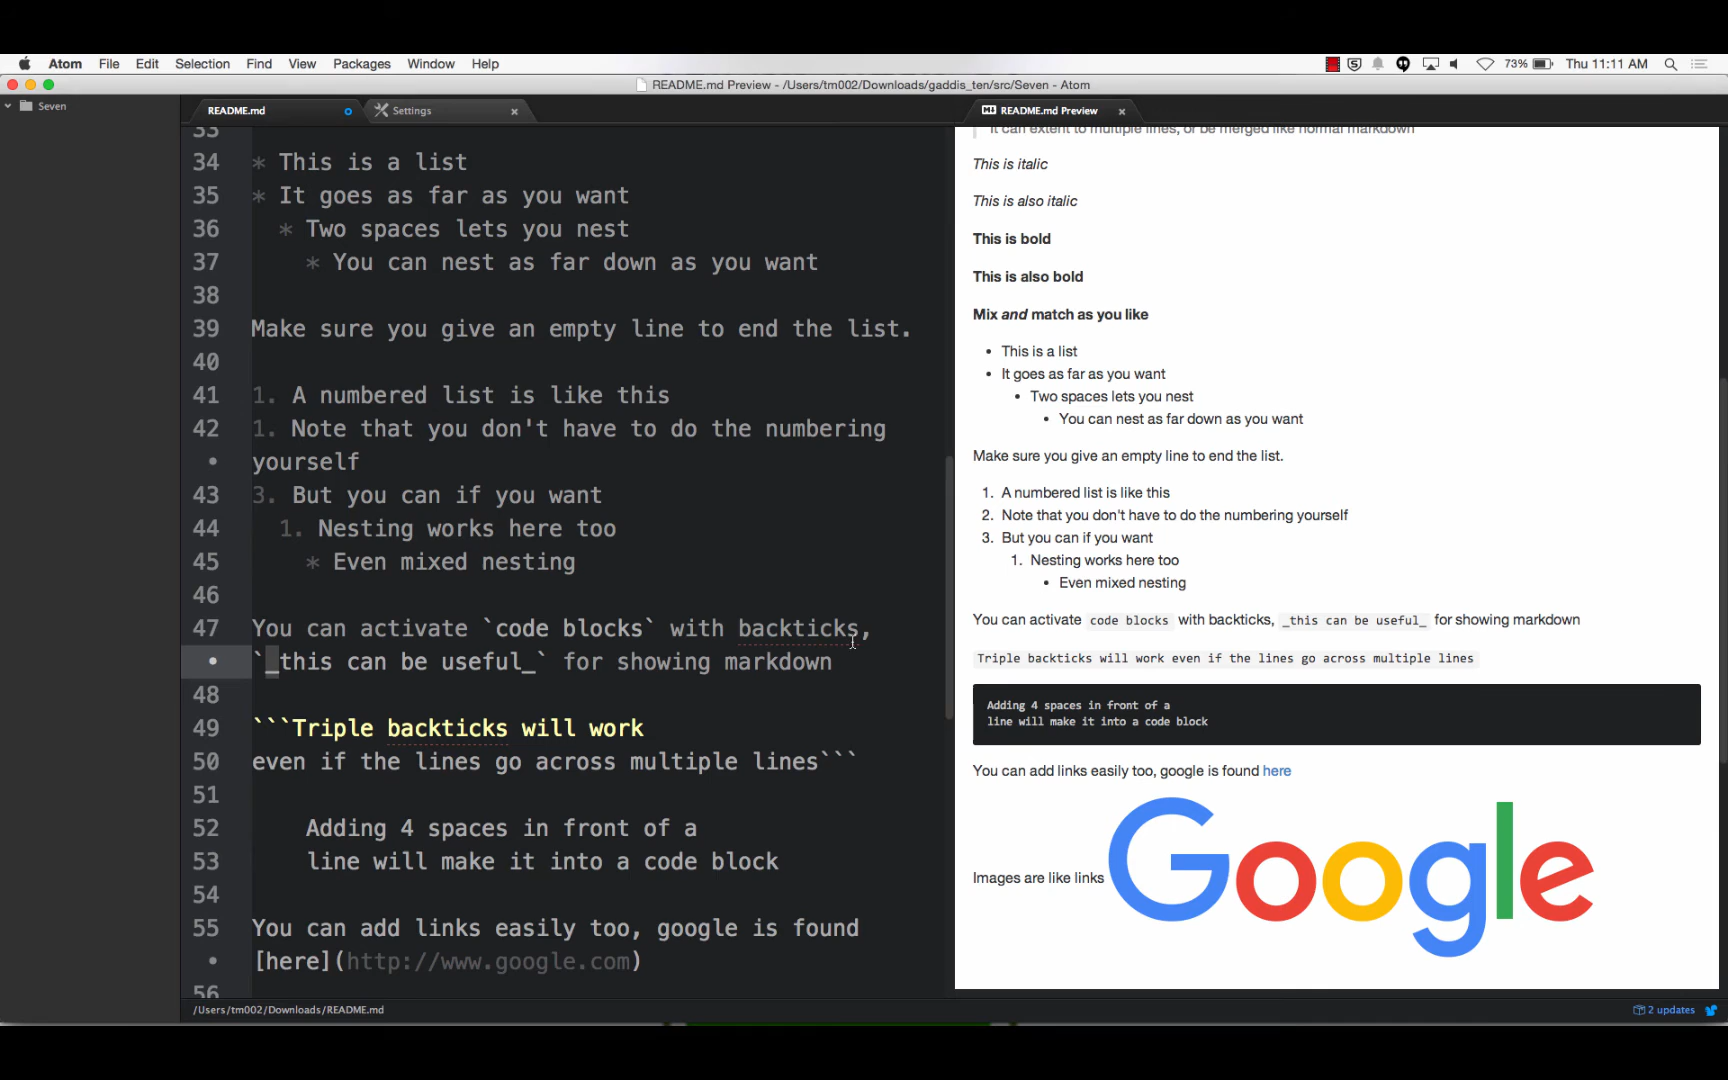 Atom File Edit Selection Find View Packages Window Help 73% Thu 11:11 AM
README.md Preview - /Users/tm002/Downloads/gaddis_ten/src/Seven - Atom
Seven
README.md
Settings
33
34 * This is a list
35 * It goes as far as you want
36 * Two spaces lets you nest
37 * You can nest as far down as you want
38
39 Make sure you give an empty line to end the list.
40
41 1. A numbered list is like this
42 1. Note that you don't have to do the numbering
• yourself
43 3. But you can if you want
44 1. Nesting works here too
45 * Even mixed nesting
46
47 You can activate `code blocks` with backticks,
• `_this can be useful_` for showing markdown
48
49 ```Triple backticks will work
50 even if the lines go across multiple lines```
51
52 Adding 4 spaces in front of a
53 line will make it into a code block
54
55 You can add links easily too, google is found
• [here](http://www.google.com)
56
/Users/tm002/Downloads/README.md
README.md Preview
It can extent to multiple lines, or be merged like normal markdown
This is italic
This is also italic
This is bold
This is also bold
Mix and match as you like
• This is a list
• It goes as far as you want
• Two spaces lets you nest
• You can nest as far down as you want
Make sure you give an empty line to end the list.
1. A numbered list is like this
2. Note that you don't have to do the numbering yourself
3. But you can if you want
1. Nesting works here too
• Even mixed nesting
You can activate code blocks with backticks, _this can be useful_ for showing markdown
Triple backticks will work even if the lines go across multiple lines
Adding 4 spaces in front of a
line will make it into a code block
You can add links easily too, google is found here
Images are like links Google
2 updates